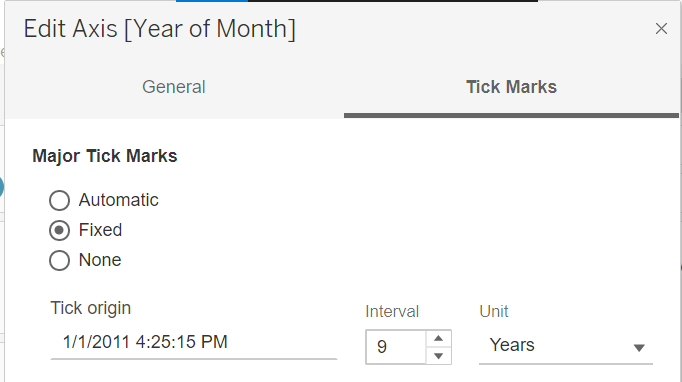 Edit Axis [Year of Month]
General Tick Marks
Major Tick Marks
Automatic
Fixed
None
Tick origin Interval Unit
1/1/2011 4:25:15 PM 9 Years